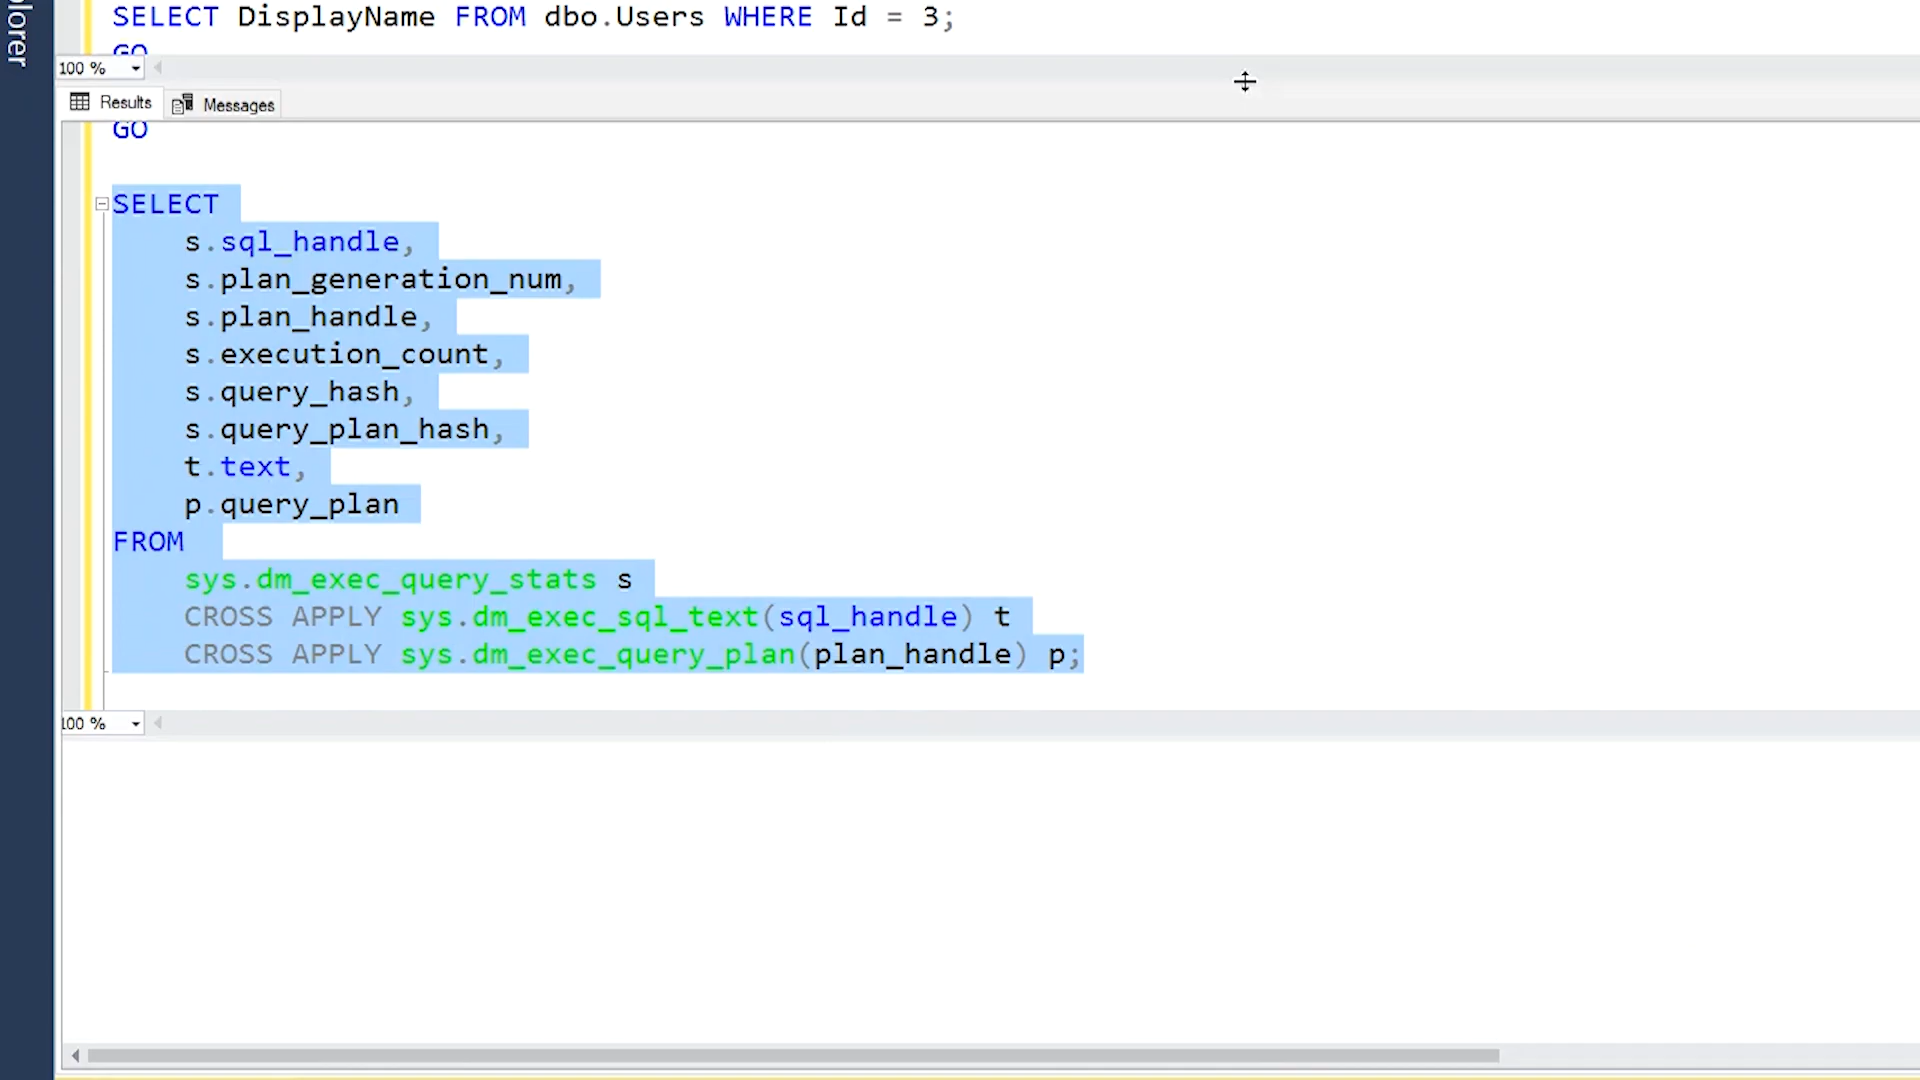 plorer
SELECT DisplayName FROM dbo.Users WHERE Id = 3;
GO
100 %
Results
Messages
GO
SELECT
s.sql_handle,
s.plan_generation_num,
s.plan_handle,
s.execution_count,
s.query_hash,
s.query_plan_hash,
t.text,
p.query_plan
FROM
sys.dm_exec_query_stats s
CROSS APPLY sys.dm_exec_sql_text(sql_handle) t
CROSS APPLY sys.dm_exec_query_plan(plan_handle) p;
100 %